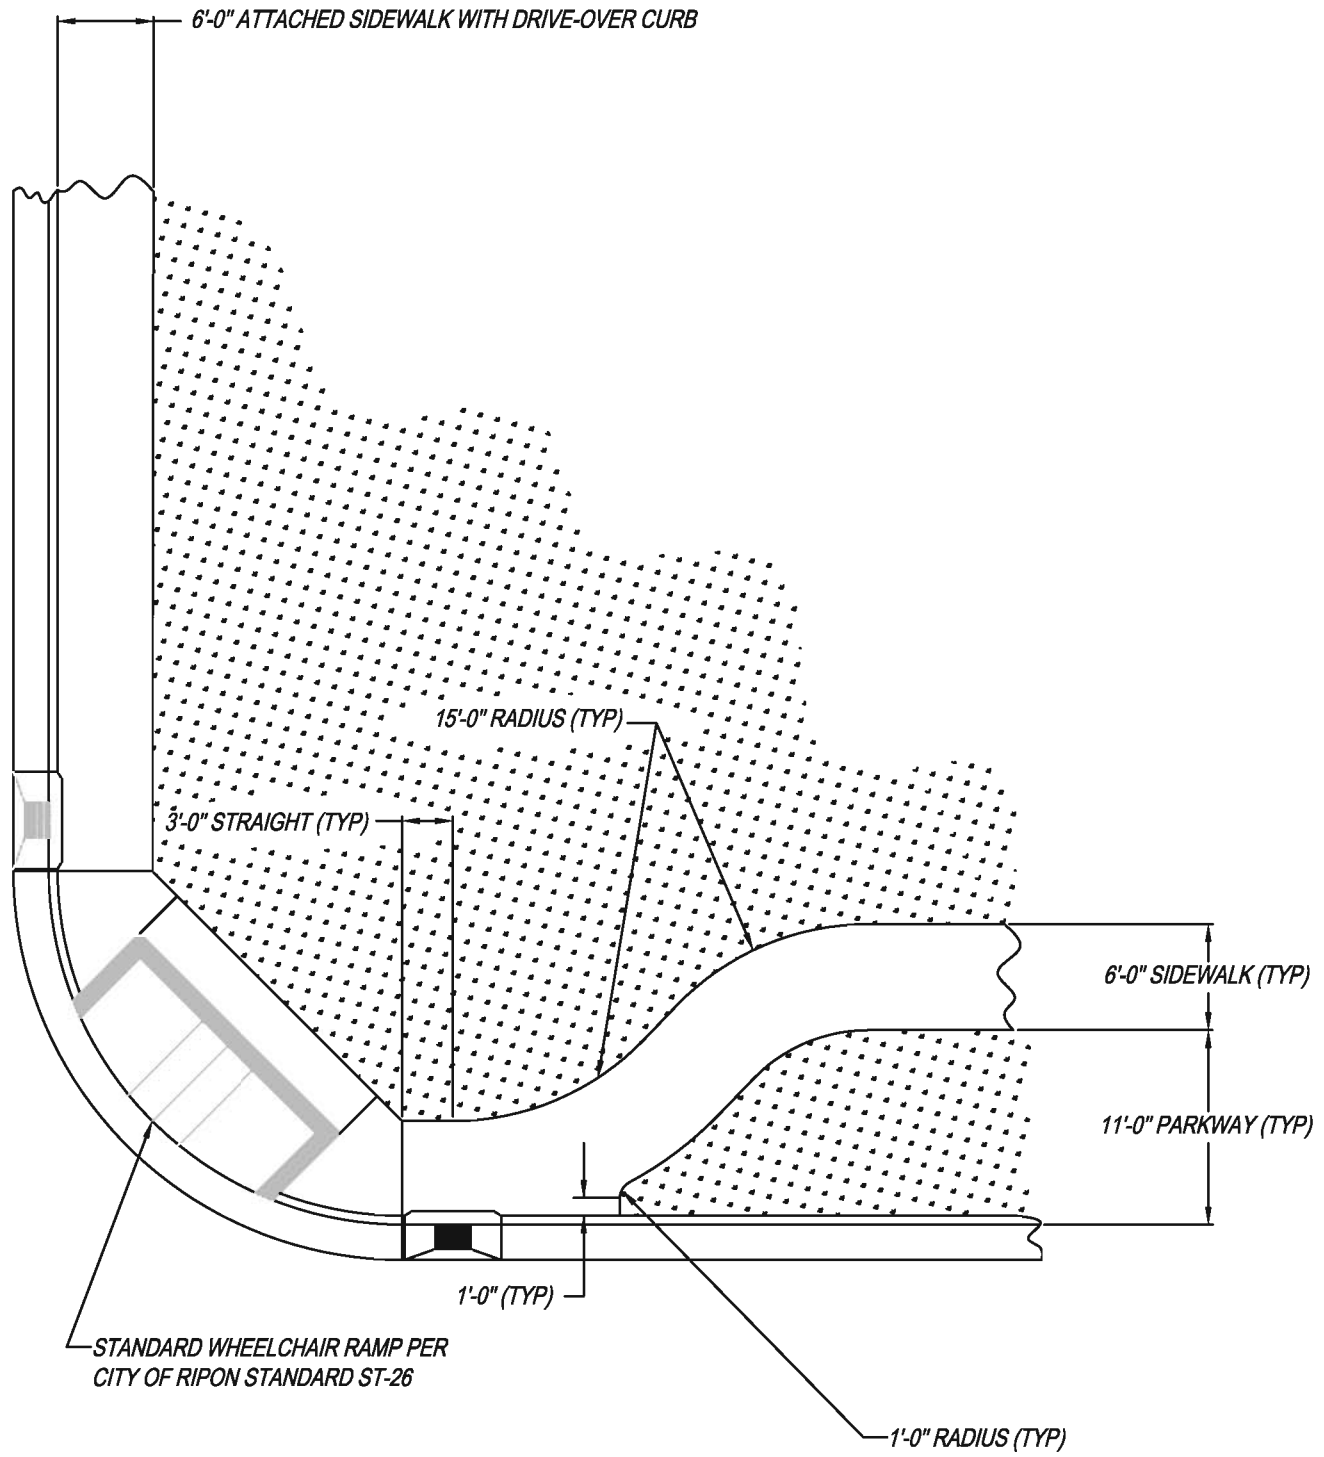 6'-0" ATTACHED SIDEWALK WITH DRIVE-OVER CURB
15'-0" RADIUS (TYP)
3'-0" STRAIGHT (TYP)
6'-0" SIDEWALK (TYP)
11'-0" PARKWAY (TYP)
1'-0" (TYP)
STANDARD WHEELCHAIR RAMP PER
CITY OF RIPON STANDARD ST-26
1'-0" RADIUS (TYP)